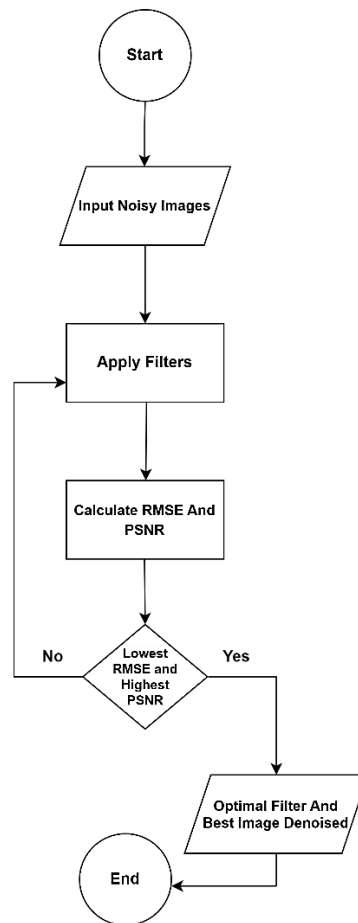 Start
Input Noisy Images
Apply Filters
Calculate RMSE And
PSNR
Lowest
RMSE and
Highest
PSNR
No
Yes
Optimal Filter And
Best Image Denoised
End